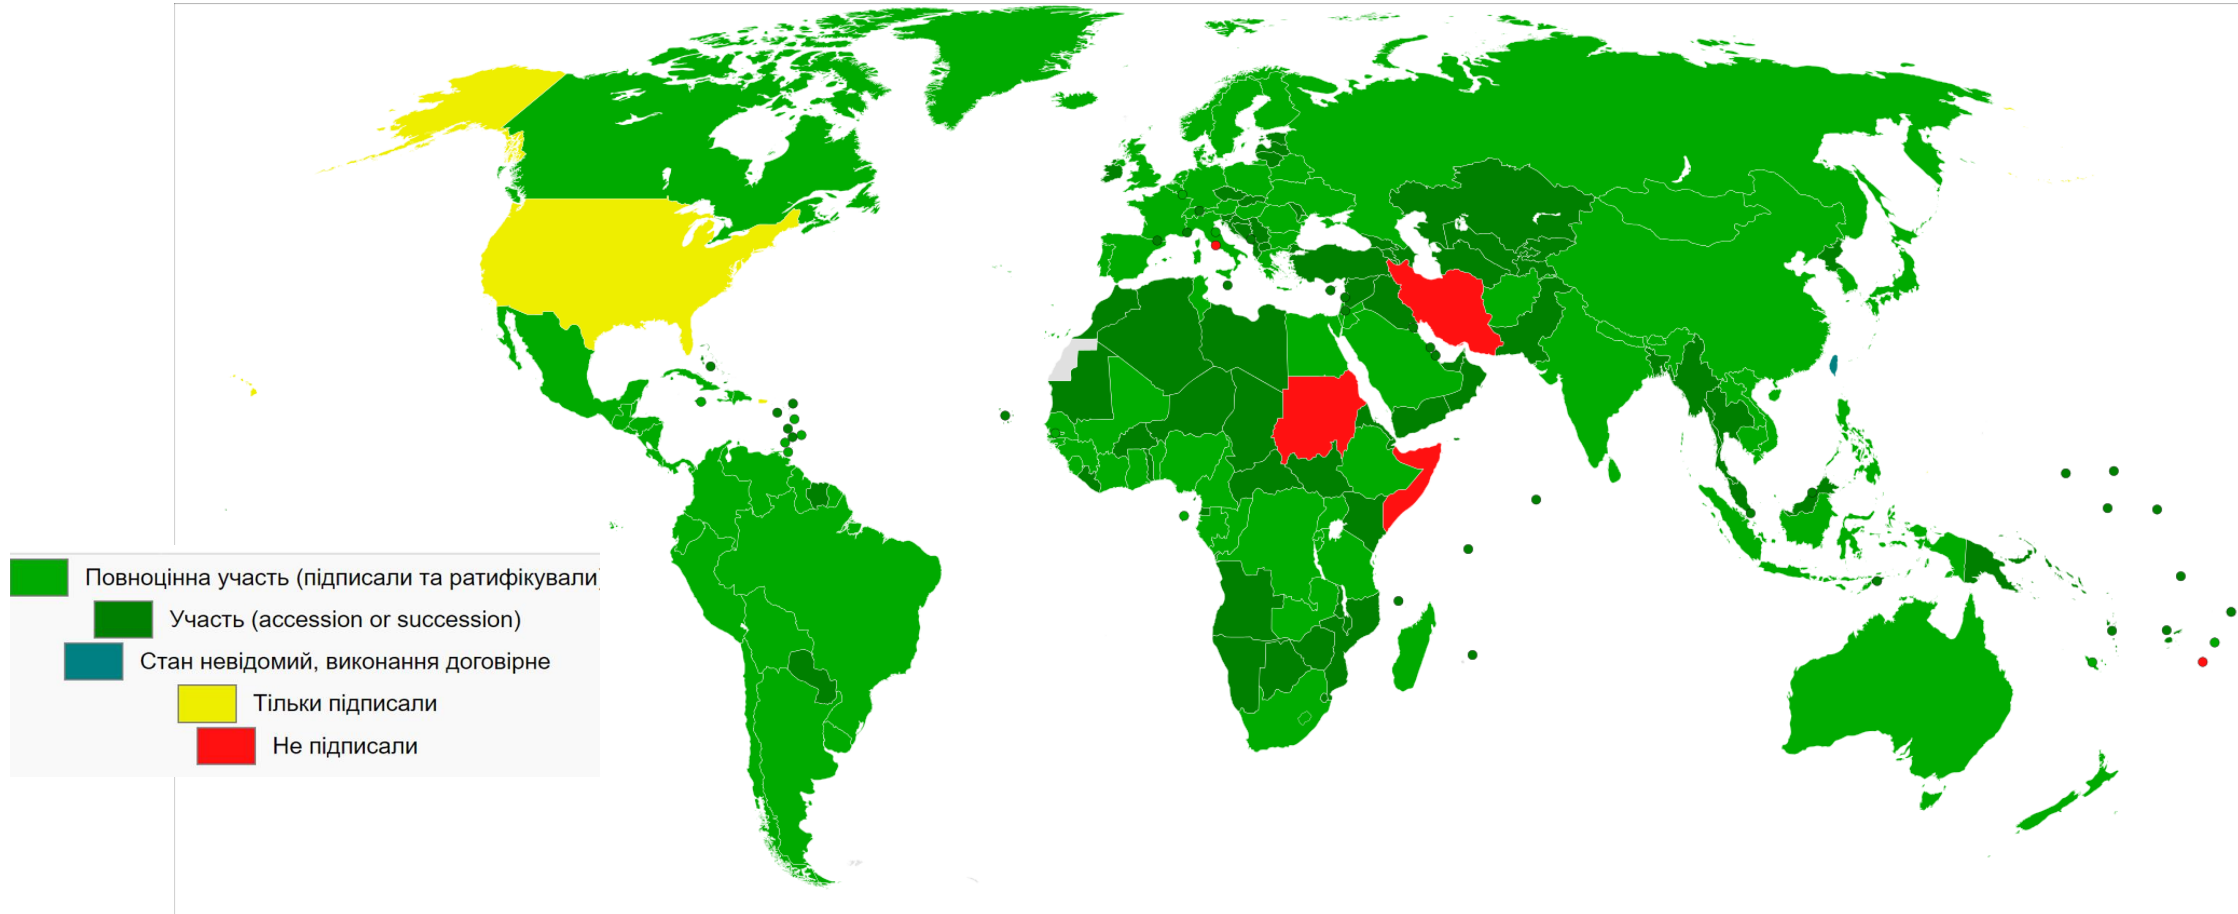 Повноцінна участь (підписали та ратифікували
Участь (accession or succession)
Стан невідомий, виконання договірне
Тільки підписали
Не підписали